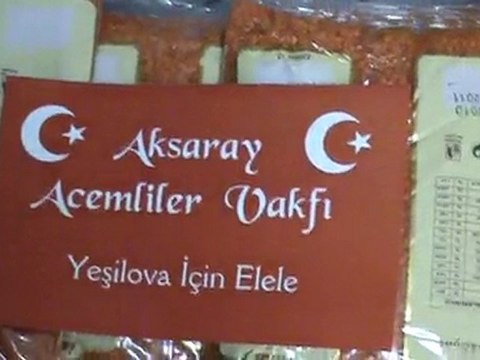 Aksaray
Acemliler Vakfı
Yeşilova İçin Elele